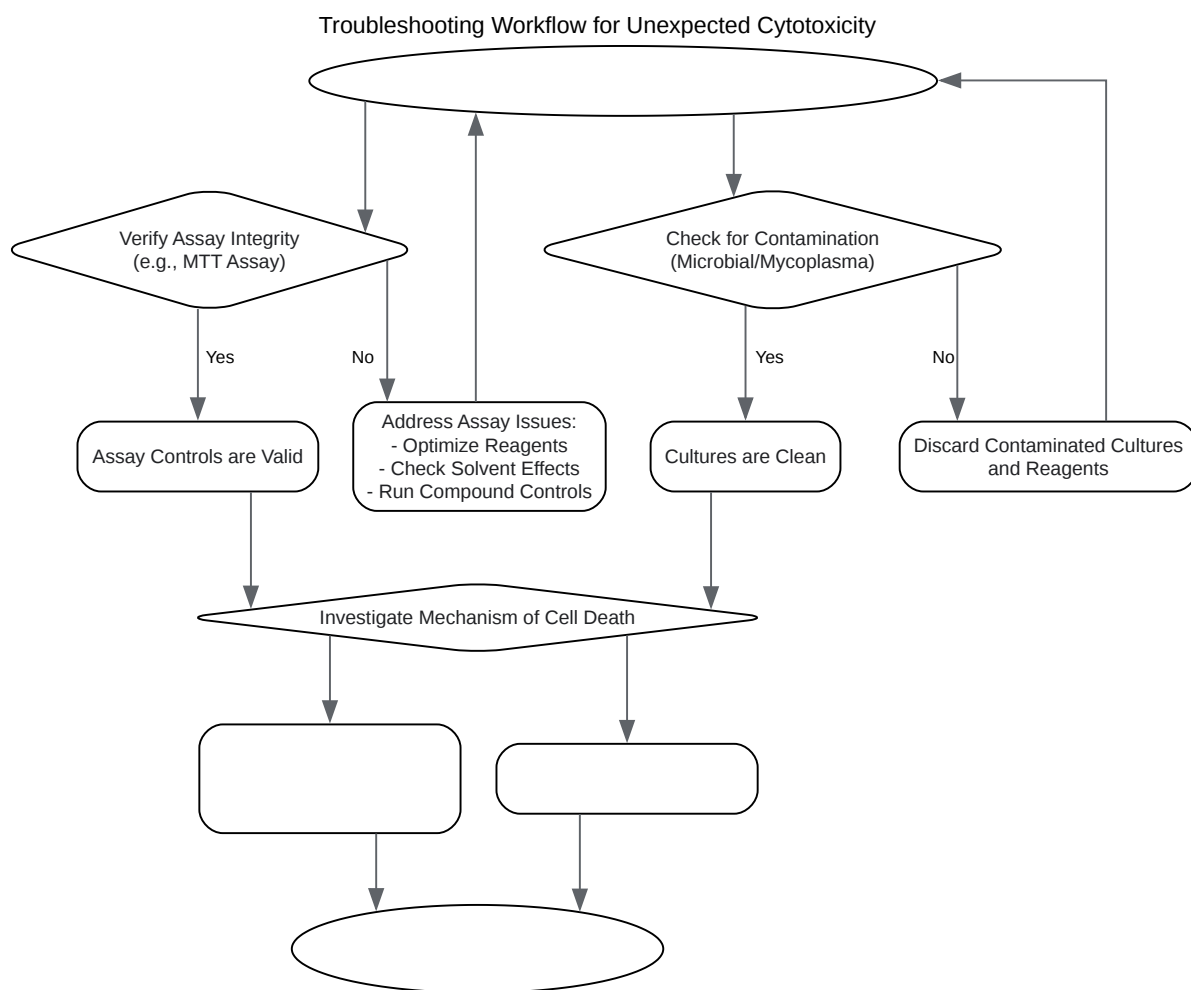 Troubleshooting Workflow for Unexpected Cytotoxicity
Verify Assay Integrity
(e.g., MTT Assay)
Check for Contamination
(Microbial/Mycoplasma)
Yes
No
Yes
No
Assay Controls are Valid
Address Assay Issues:
- Optimize Reagents
- Check Solvent Effects
- Run Compound Controls
Cultures are Clean
Discard Contaminated Cultures
and Reagents
Investigate Mechanism of Cell Death